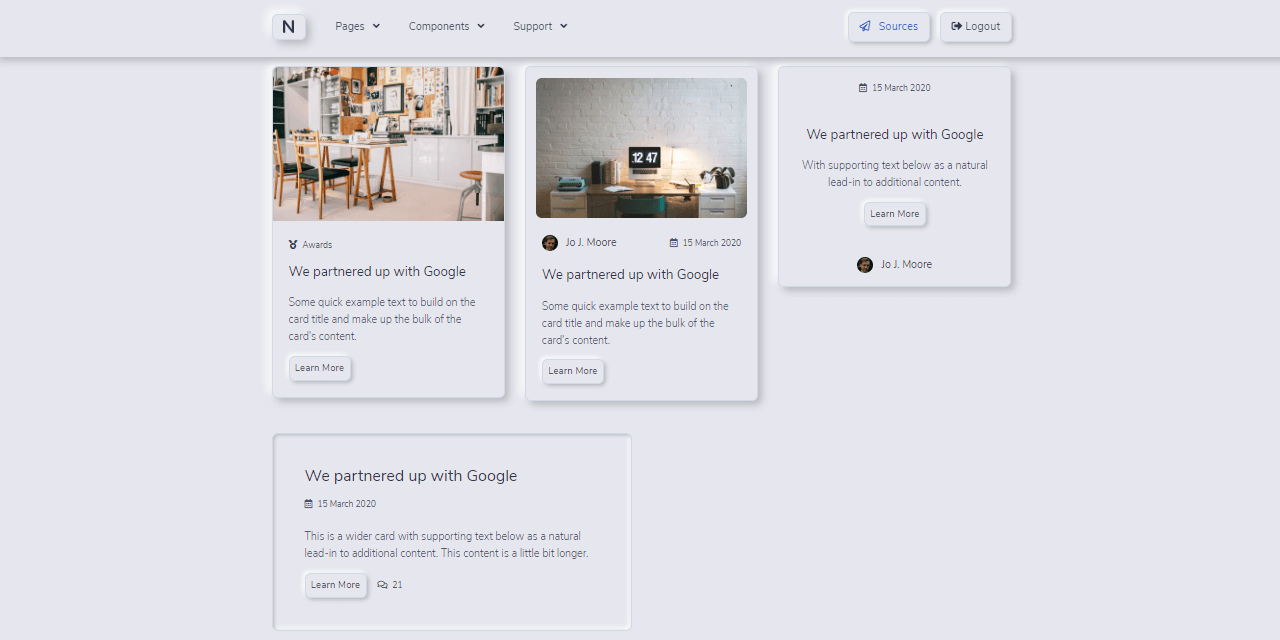 N
Pages
Components
Support
Sources
Logout
Awards
We partnered up with Google
Some quick example text to build on the
card title and make up the bulk of the
card's content.
Learn More
12 47
Jo J. Moore
15 March 2020
We partnered up with Google
Some quick example text to build on the
card title and make up the bulk of the
card's content.
Learn More
15 March 2020
We partnered up with Google
With supporting text below as a natural
lead-in to additional content.
Learn More
Jo J. Moore
We partnered up with Google
15 March 2020
This is a wider card with supporting text below as a natural
lead-in to additional content. This content is a little bit longer.
Learn More
21